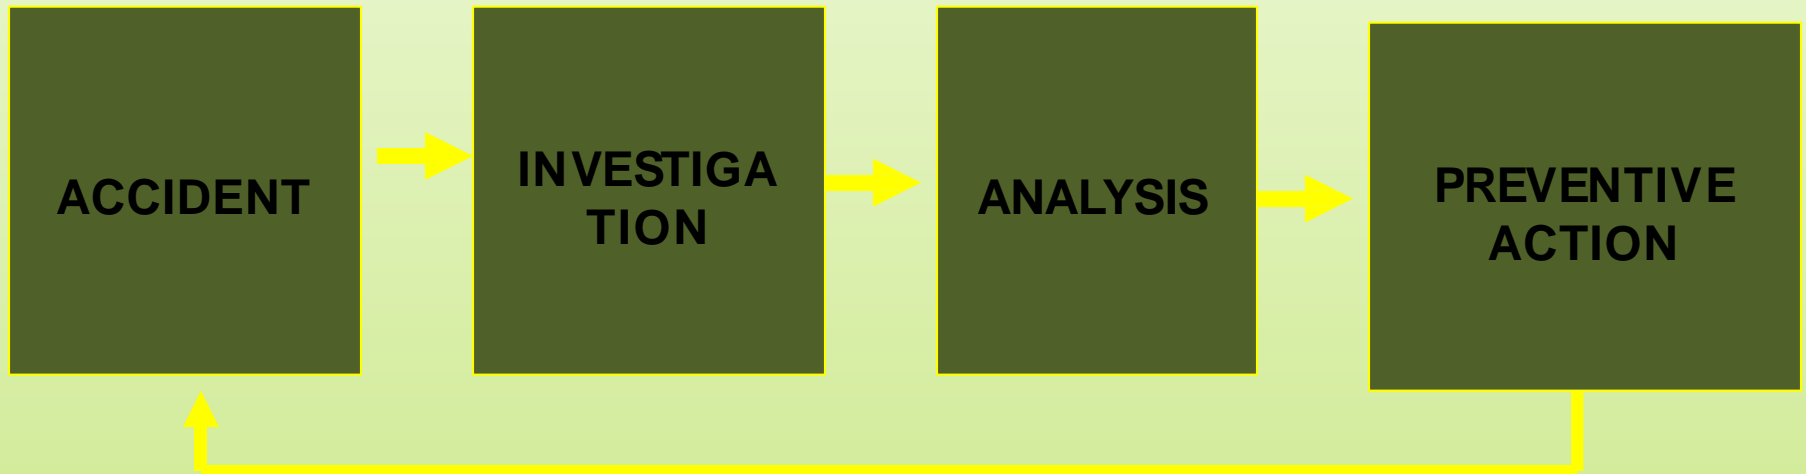 ACCIDENT
INVESTIGA
TION
ANALYSIS
PREVENTIVE
ACTION